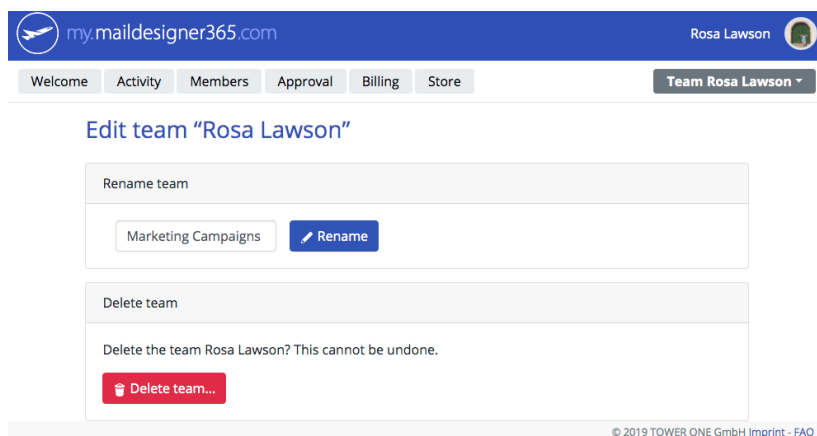 my.maildesigner365.com
Rosa Lawson
Welcome Activity Members Approval Billing Store Team Rosa Lawson
Edit team “Rosa Lawson”
Rename team
Marketing Campaigns Rename
Delete team
Delete the team Rosa Lawson? This cannot be undone.
Delete team...
© 2019 TOWER ONE GmbH Imprint - FAQ